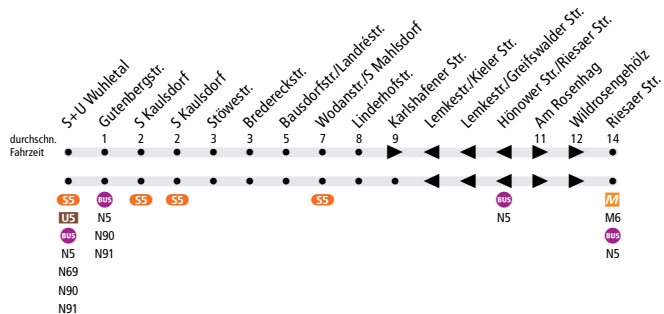 S+U Wuhletal
Gutenbergstr.
S Kaulsdorf
S Kaulsdorf
Stöwestr.
Bredereckstr.
Bausdorfstr./Landréstr.
Wodanstr./S Mahlsdorf
Linderhofstr.
Karlshafener Str.
Lemkestr./Kieler Str.
Lemkestr./Greifswalder Str.
Hönower Str./Riesaer Str.
Am Rosenhag
Wildrosengehölz
Riesaer Str.
durchschn.
Fahrzeit
1 2 2 3 3 5 7 8 9 11 12 14
S5 BUS S5 S5 S5 BUS M
U5 N5 N5 M6
BUS N90 BUS
N5 N91 N5
N69
N90
N91